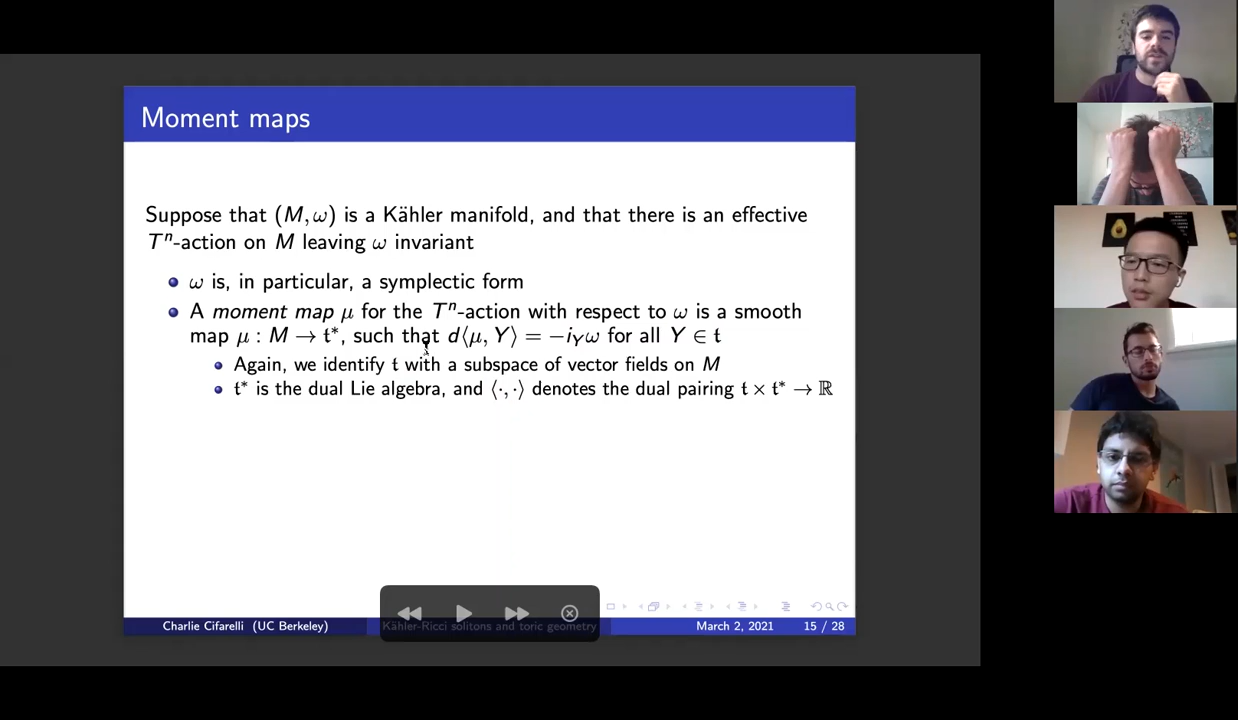 Moment maps
Suppose that (M, ω) is a Kähler manifold, and that there is an effective
Tⁿ-action on M leaving ω invariant
ω is, in particular, a symplectic form
A moment map μ for the Tⁿ-action with respect to ω is a smooth
map μ : M → 𝔱*, such that d⟨μ, Y⟩ = −i_Yω for all Y ∈ 𝔱
Again, we identify 𝔱 with a subspace of vector fields on M
𝔱* is the dual Lie algebra, and ⟨·, ·⟩ denotes the dual pairing 𝔱 × 𝔱* → ℝ
Charlie Cifarelli (UC Berkeley) Kähler-Ricci solitons and toric geometry March 2, 2021 15 / 28